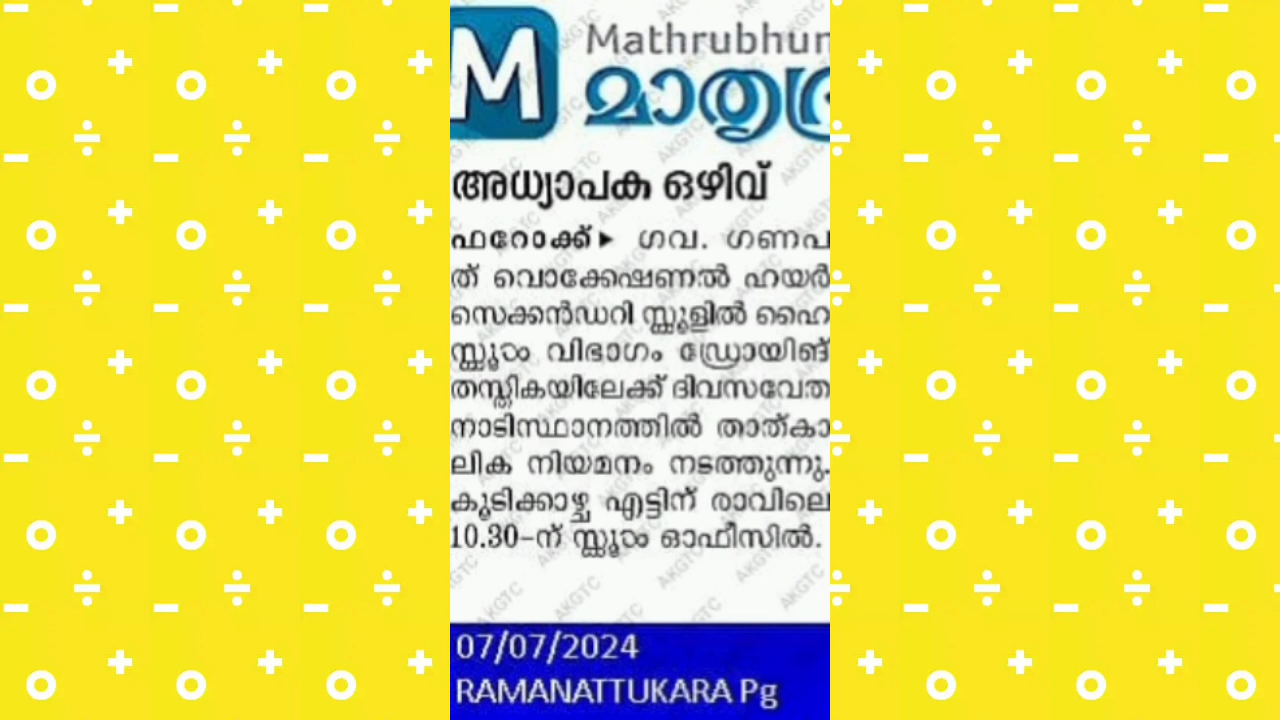 M Mathrubhum
മാതൃഭ
അധ്യാപക ഒഴിവ്
ഫറോക്ക് ▸ ഗവ. ഗണപ
ത് വൊക്കേഷണൽ ഹയർ
സെക്കൻഡറി സ്കൂളിൽ ഹൈ
സ്കൂൾ വിഭാഗം ഡ്രോയിങ്
തസ്തികയിലേക്ക് ദിവസവേത
നാടിസ്ഥാനത്തിൽ താത്കാ
ലിക നിയമനം നടത്തുന്നു.
കൂടിക്കാഴ്ച എട്ടിന് രാവിലെ
10.30-ന് സ്കൂൾ ഓഫീസിൽ.
07/07/2024
RAMANATTUKARA Pg
AKGTC